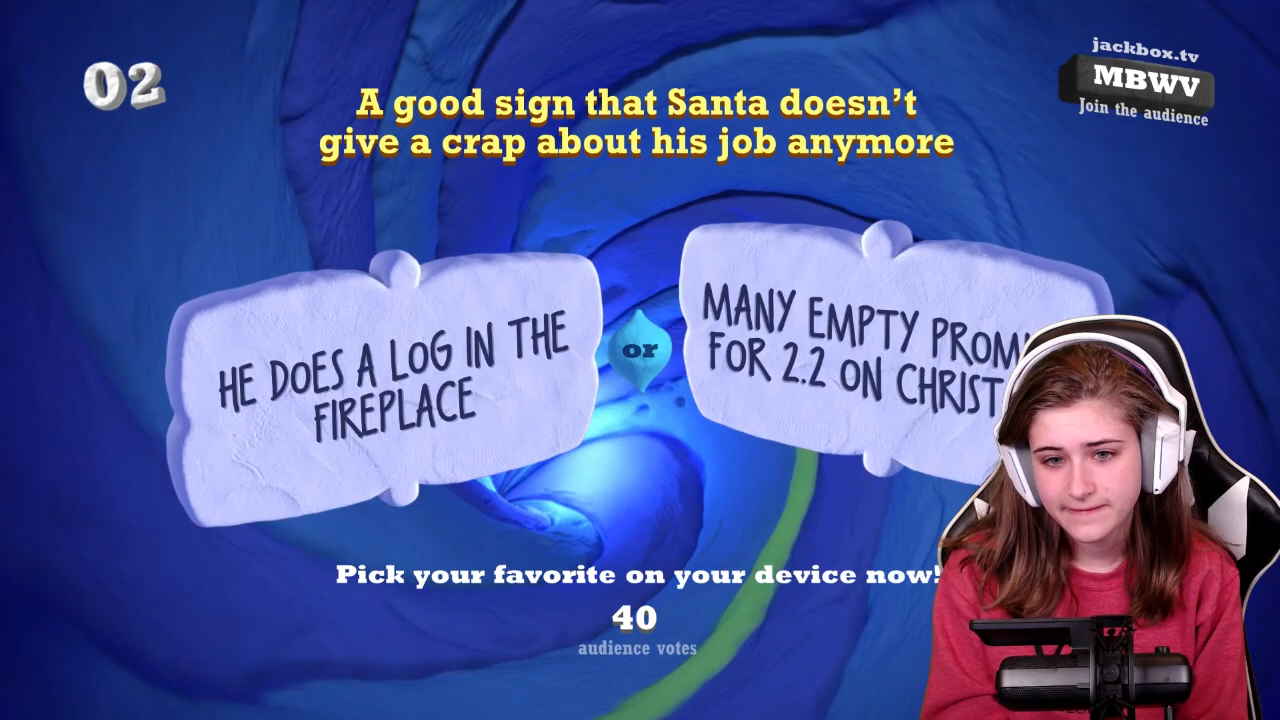 02
jackbox.tv
MBWV
Join the audience
A good sign that Santa doesn't
give a crap about his job anymore
HE DOES A LOG IN THE
FIREPLACE
or
MANY EMPTY
FOR 2.2 ON
Pick your favorite on your device now!
40
audience votes